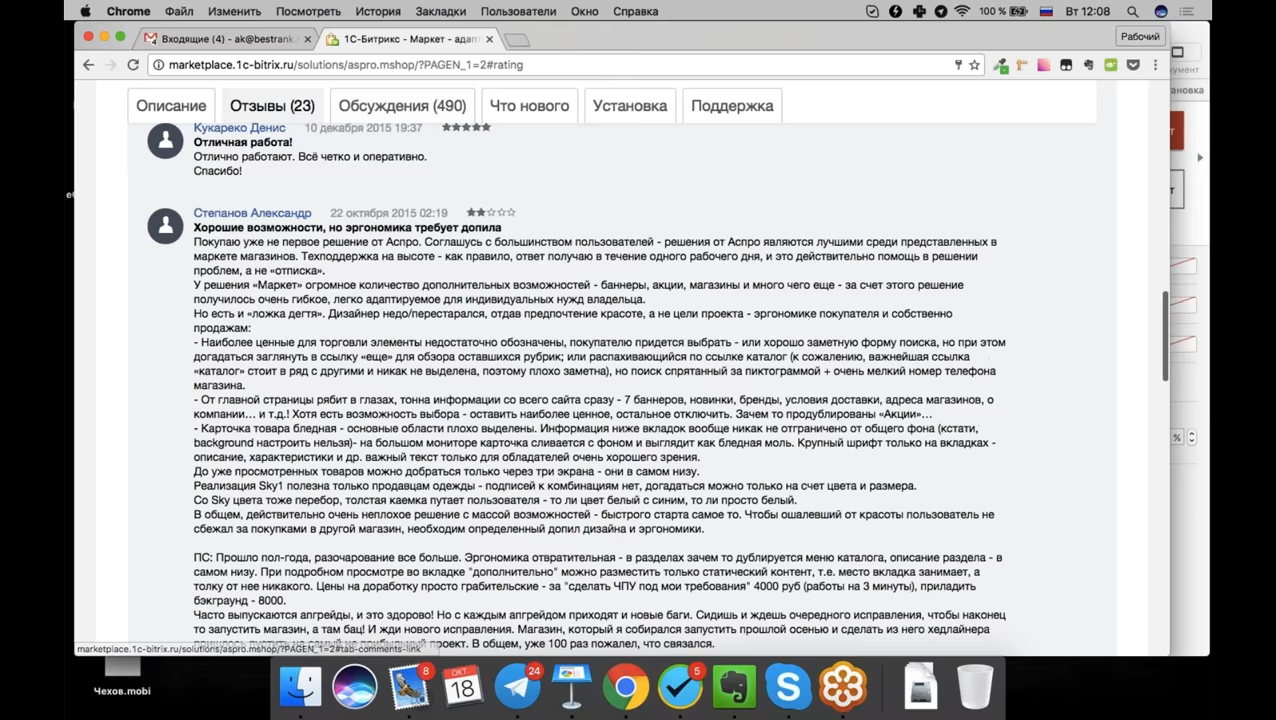 Chrome Файл Изменить Посмотреть История Закладки Пользователи Окно Справка 100 % Вт 12:08
Входящие (4) - ak@bestrank.
1С-Битрикс - Маркет - адап
Рабочий
marketplace.1c-bitrix.ru/solutions/aspro.mshop/?PAGEN_1=2#rating
Описание Отзывы (23) Обсуждения (490) Что нового Установка Поддержка
Кукареко Денис 10 декабря 2015 19:37
Отличная работа!
Отлично работают. Всё четко и оперативно.
Спасибо!
Степанов Александр 22 октября 2015 02:19
Хорошие возможности, но эргономика требует допила
Покупаю уже не первое решение от Аспро. Соглашусь с большинством пользователей - решения от Аспро являются лучшими среди представленных в
маркете магазинов. Техподдержка на высоте - как правило, ответ получаю в течение одного рабочего дня, и это действительно помощь в решении
проблем, а не «отписка».
У решения «Маркет» огромное количество дополнительных возможностей - баннеры, акции, магазины и много чего еще - за счет этого решение
получилось очень гибкое, легко адаптируемое для индивидуальных нужд владельца.
Но есть и «ложка дегтя». Дизайнер недо/перестарался, отдав предпочтение красоте, а не цели проекта - эргономике покупателя и собственно
продажам:
- Наиболее ценные для торговли элементы недостаточно обозначены, покупателю придется выбрать - или хорошо заметную форму поиска, но при этом
догадаться заглянуть в ссылку «еще» для обзора оставшихся рубрик; или распахивающийся по ссылке каталог (к сожалению, важнейшая ссылка
«каталог» стоит в ряд с другими и никак не выделена, поэтому плохо заметна), но поиск спрятанный за пиктограммой + очень мелкий номер телефона
магазина.
- От главной страницы рябит в глазах, тонна информации со всего сайта сразу - 7 баннеров, новинки, бренды, условия доставки, адреса магазинов, о
компании… и т.д.! Хотя есть возможность выбора - оставить наиболее ценное, остальное отключить. Зачем то продублированы «Акции»…
- Карточка товара бледная - основные области плохо выделены. Информация ниже вкладок вообще никак не отграничено от общего фона (кстати,
background настроить нельзя)- на большом мониторе карточка сливается с фоном и выглядит как бледная моль. Крупный шрифт только на вкладках -
описание, характеристики и др. важный текст только для обладателей очень хорошего зрения.
До уже просмотренных товаров можно добраться только через три экрана - они в самом низу.
Реализация Sky1 полезна только продавцам одежды - подписей к комбинациям нет, догадаться можно только на счет цвета и размера.
Со Sky цвета тоже перебор, толстая каемка путает пользователя - то ли цвет белый с синим, то ли просто белый.
В общем, действительно очень неплохое решение с массой возможностей - быстрого старта самое то. Чтобы ошалевший от красоты пользователь не
сбежал за покупками в другой магазин, необходим определенный допил дизайна и эргономики.
ПС: Прошло пол-года, разочарование все больше. Эргономика отвратительная - в разделах зачем то дублируется меню каталога, описание раздела - в
самом низу. При подробном просмотре во вкладке "дополнительно" можно разместить только статический контент, т.е. место вкладка занимает, а
толку от нее никакого. Цены на доработку просто грабительские - за "сделать ЧПУ под мои требования" 4000 руб (работы на 3 минуты), приладить
бэкграунд - 8000.
Часто выпускаются апгрейды, и это здорово! Но с каждым апгрейдом приходят и новые баги. Сидишь и ждешь очередного исправления, чтобы наконец
то запустить магазин, а там бац! И жди нового исправления. Магазин, который я собирался запустить прошлой осенью и сделать из него хедлайнера
проект. В общем, уже 100 раз пожалел, что связался.
marketplace.1c-bitrix.ru/solutions/aspro.mshop/?PAGEN_1=2#tab-comments-link
Чехов.mobi
8
ОКТ.
18
24
5
%